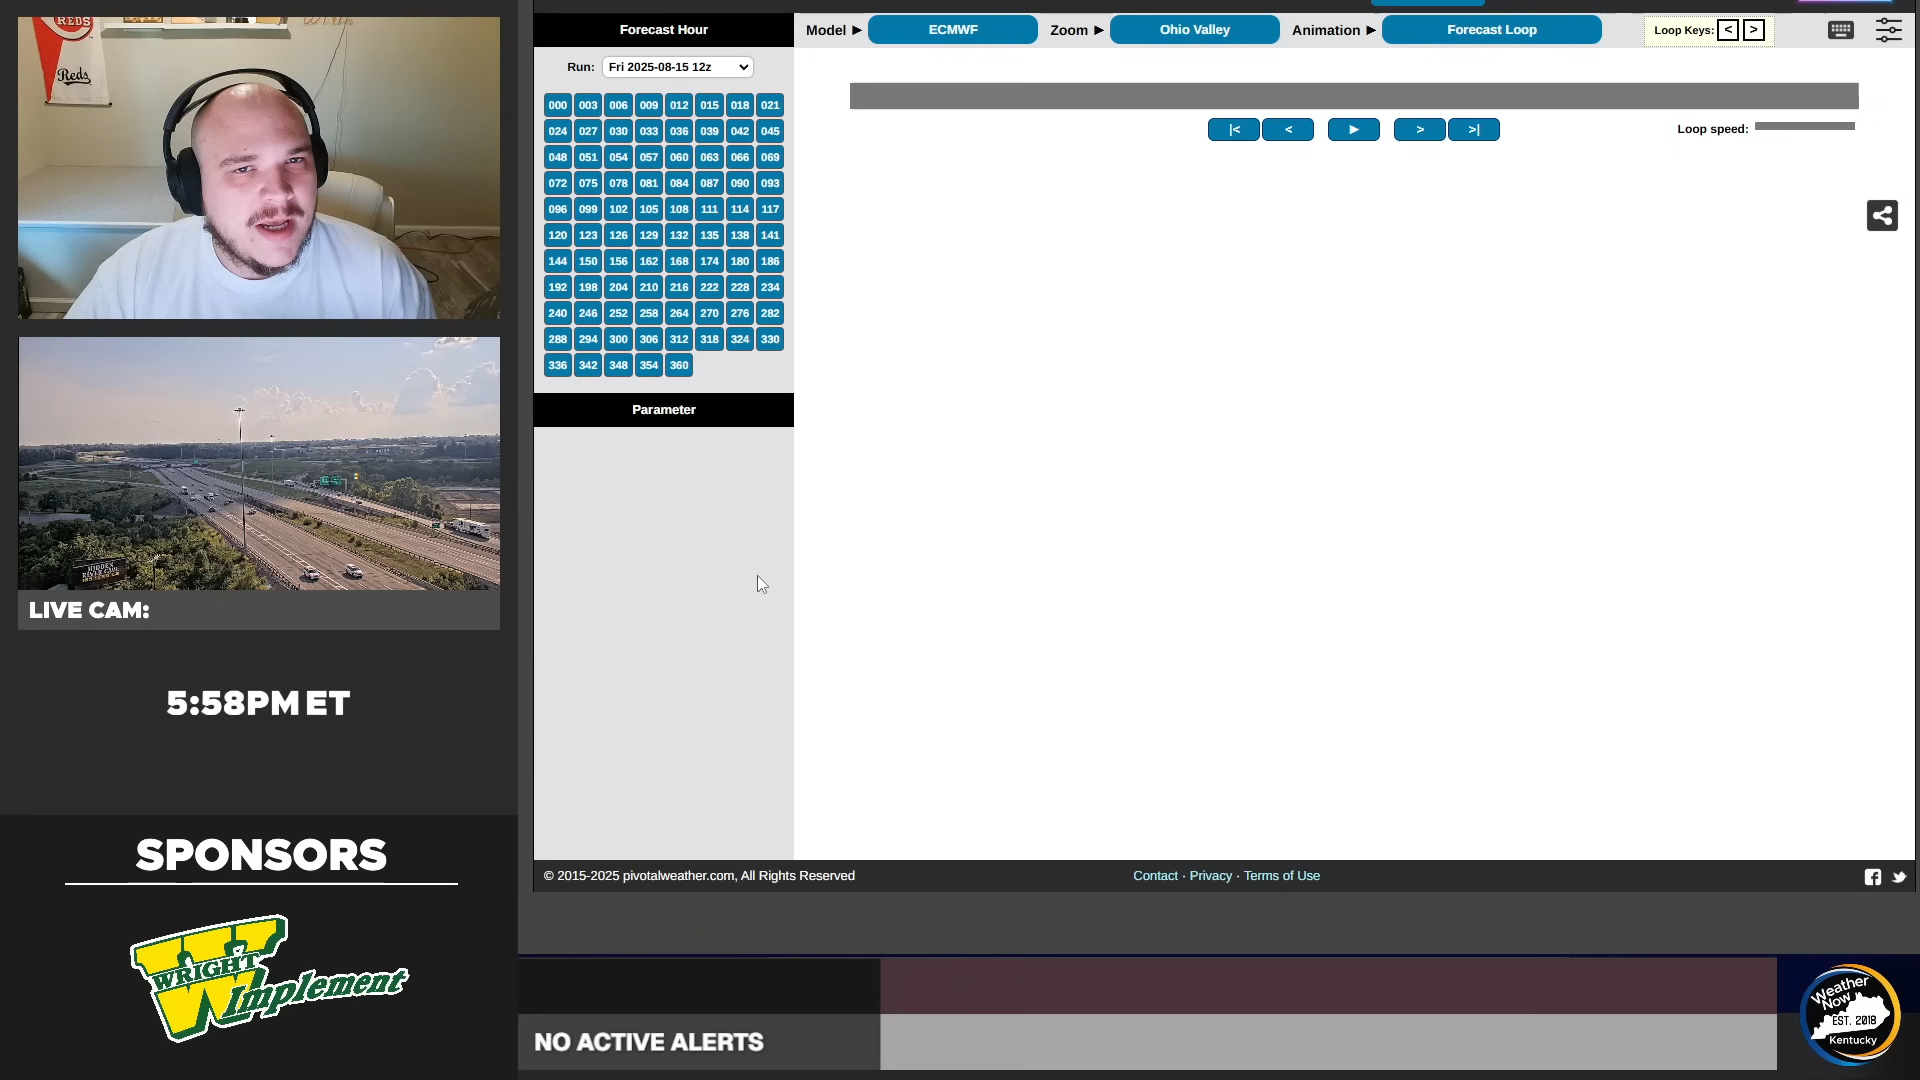 REDS
Reds
HIDDEN
RIVER CAVE
LIVE CAM:
5:58PM ET
SPONSORS
WRIGHT
Implement
Forecast Hour
Run: Fri 2025-08-15 12z
000 003 006 009 012 015 018 021
024 027 030 033 036 039 042 045
048 051 054 057 060 063 066 069
072 075 078 081 084 087 090 093
096 099 102 105 108 111 114 117
120 123 126 129 132 135 138 141
144 150 156 162 168 174 180 186
192 198 204 210 216 222 228 234
240 246 252 258 264 270 276 282
288 294 300 306 312 318 324 330
336 342 348 354 360
Parameter
Model ▶ ECMWF Zoom ▶ Ohio Valley Animation ▶ Forecast Loop Loop Keys: < >
|< < ▶ > >| Loop speed:
© 2015-2025 pivotalweather.com, All Rights Reserved Contact · Privacy · Terms of Use
NO ACTIVE ALERTS
Weather
Now
EST. 2018
Kentucky